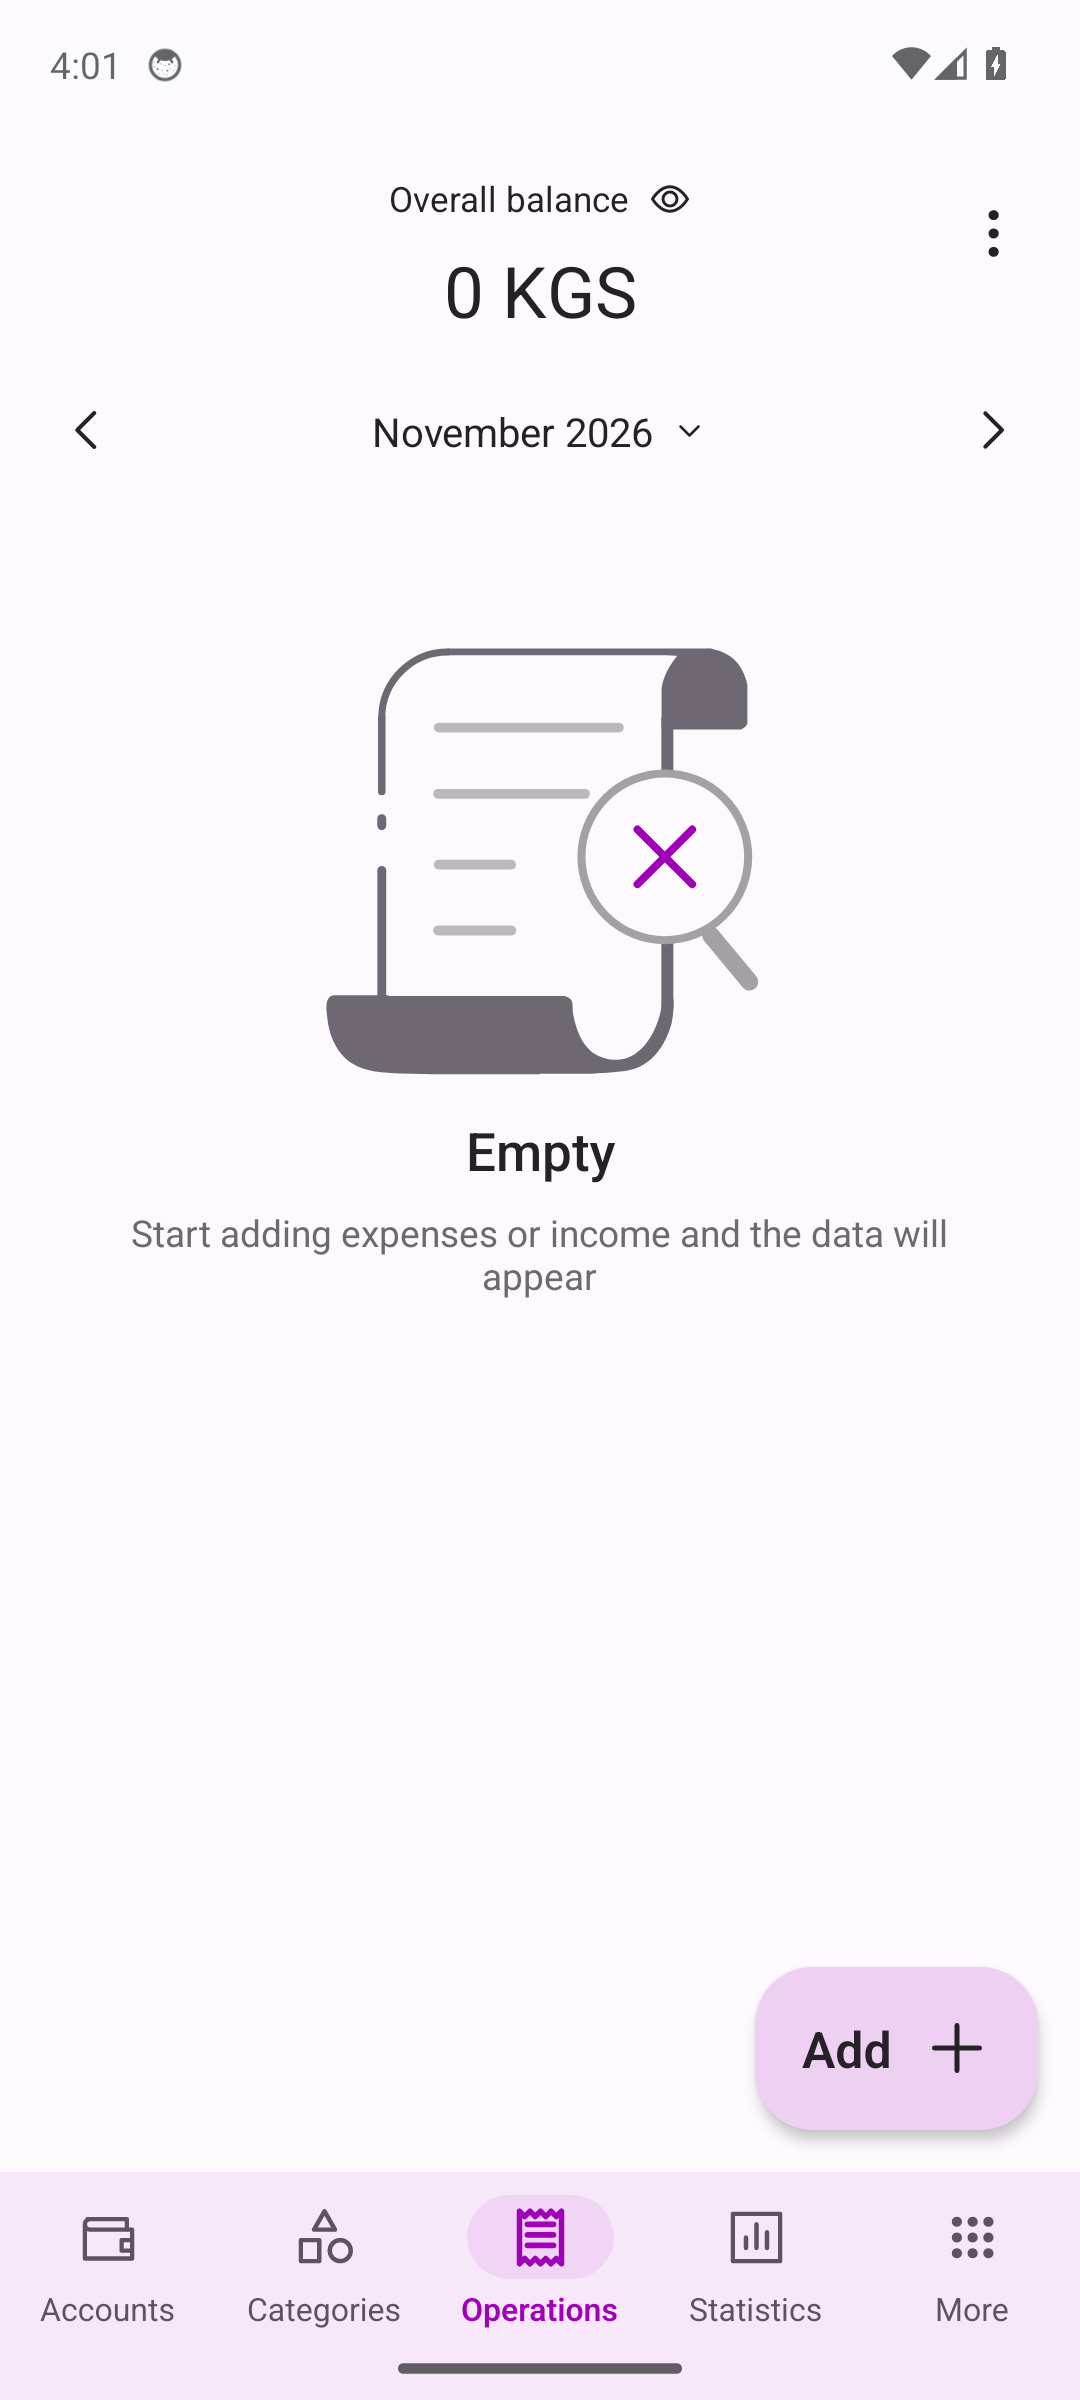 4:01
Overall balance
0 KGS
November 2026
Empty
Start adding expenses or income and the data will
appear
Add
Accounts
Categories
Operations
Statistics
More